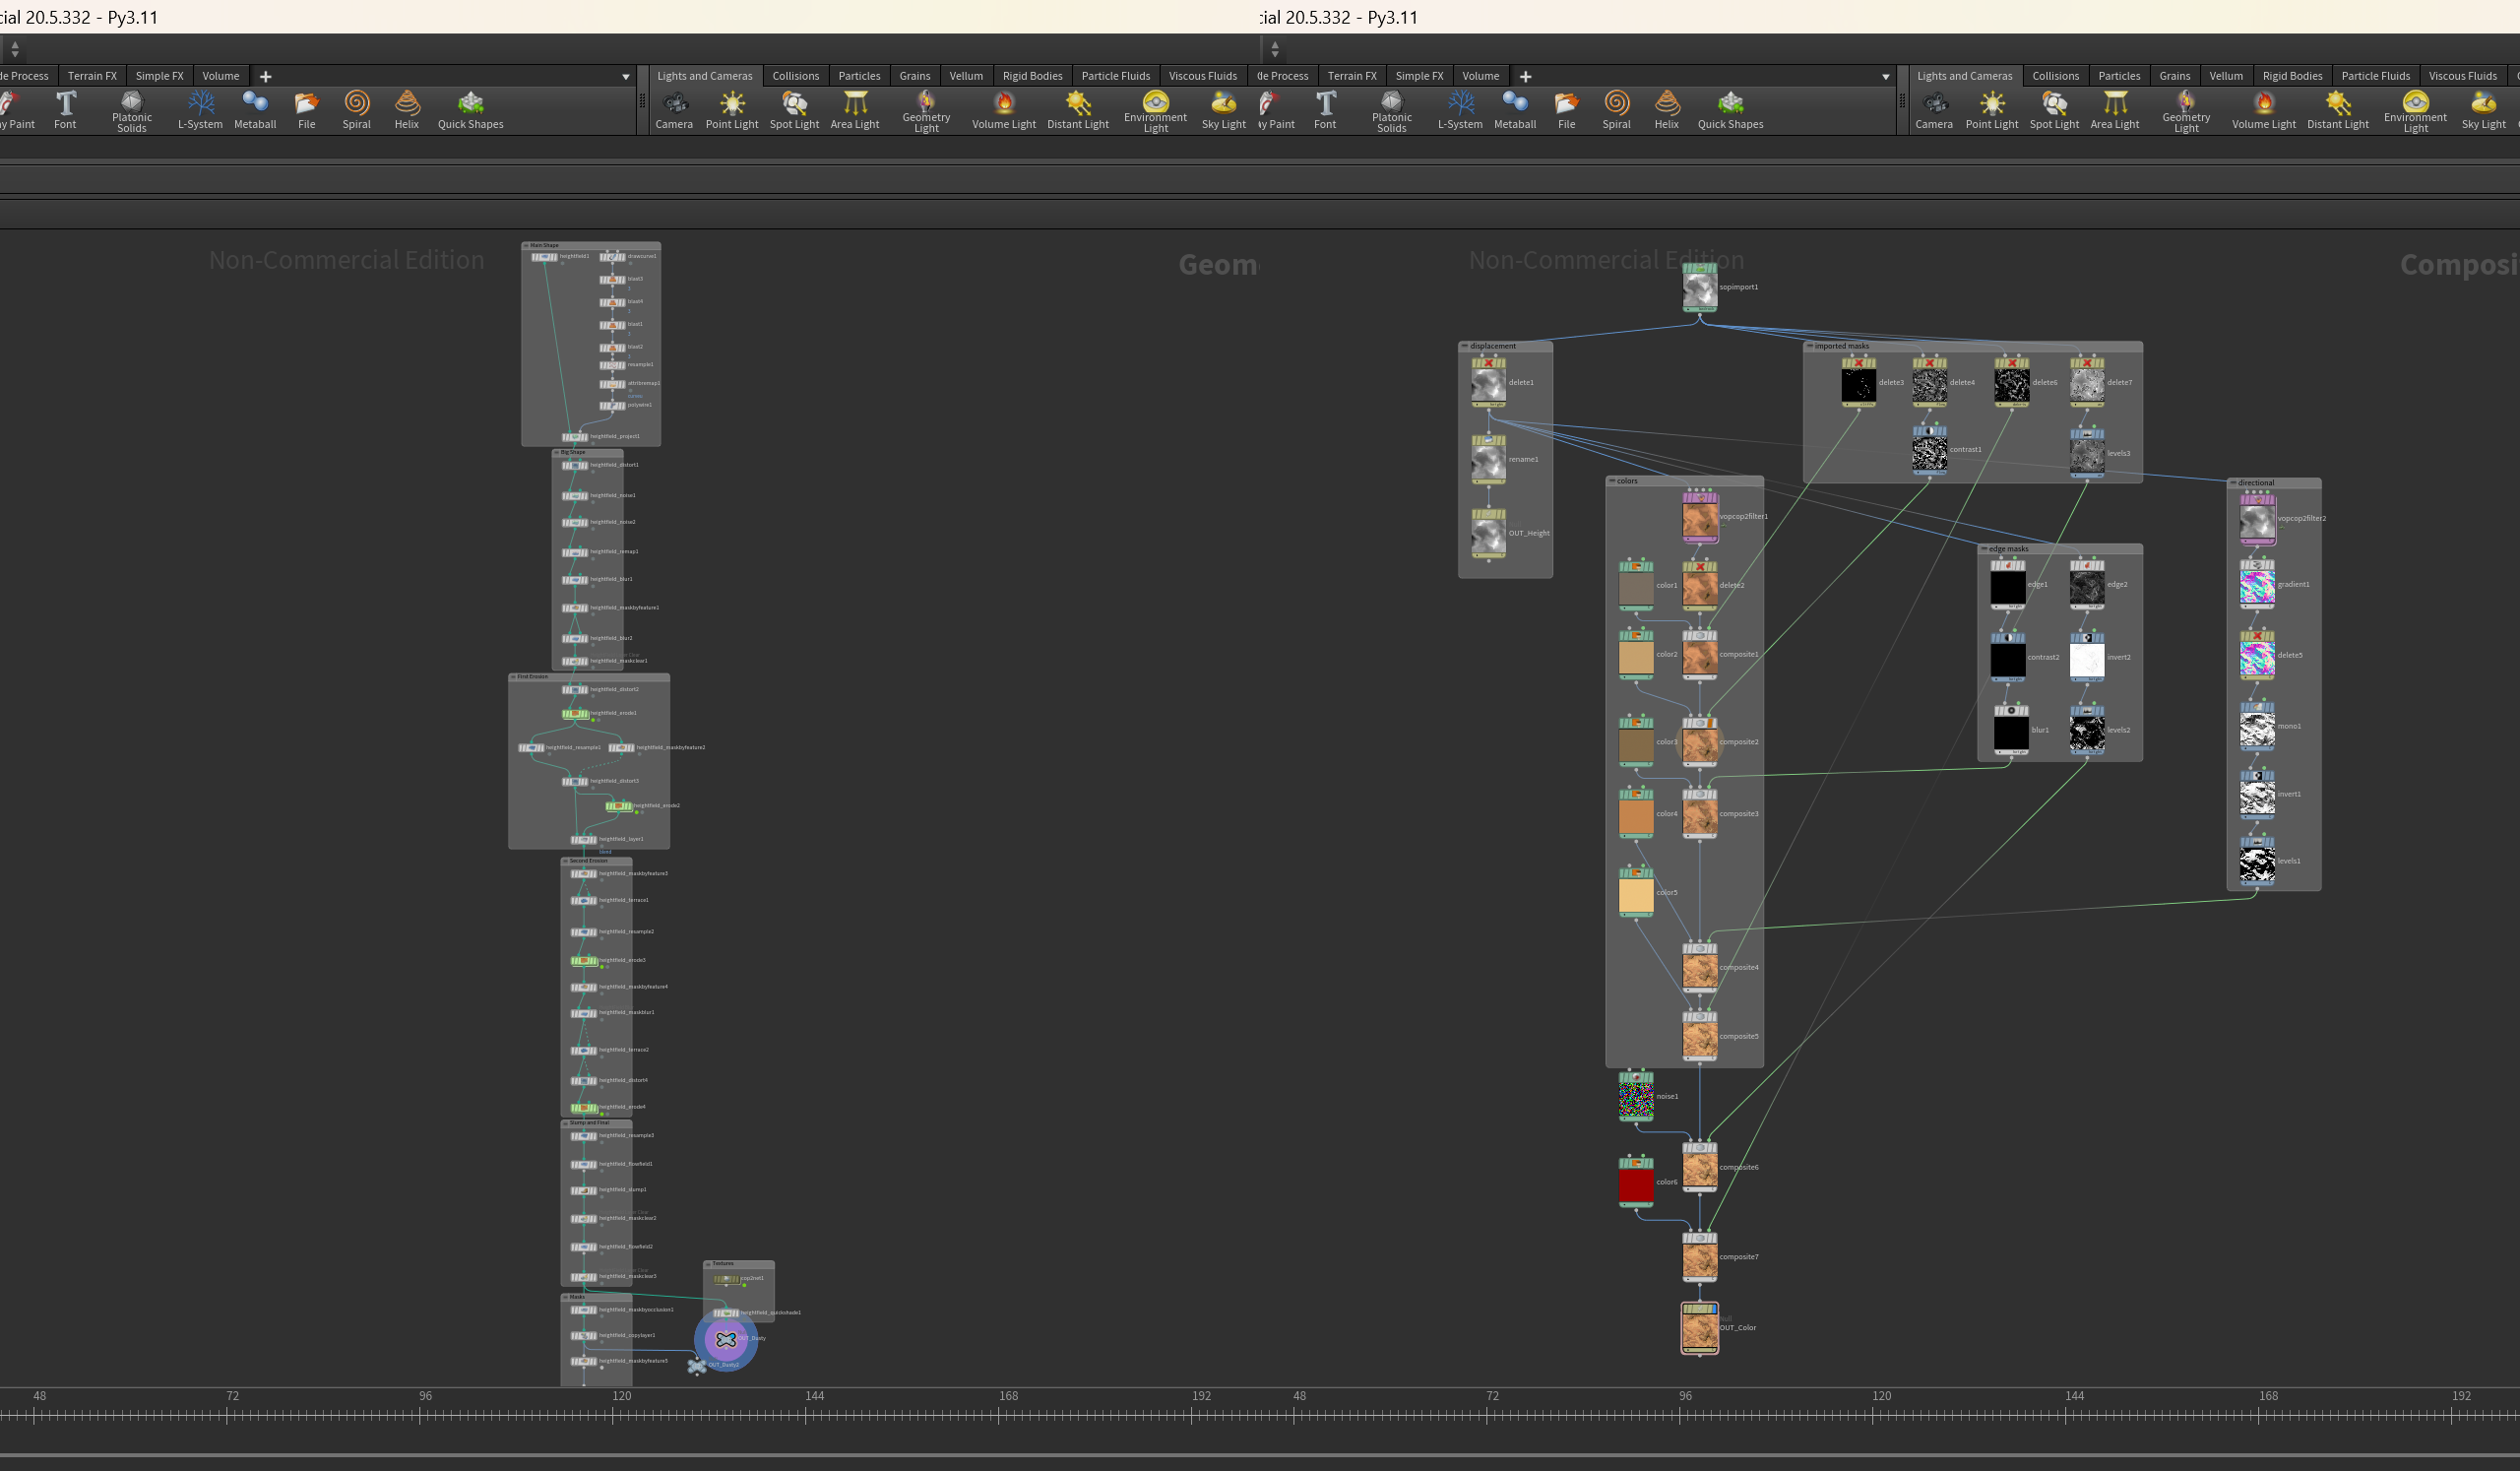 cial 20.5.332 - Py3.11
de Process Terrain FX Simple FX Volume
Lights and Cameras Collisions Particles Grains Vellum Rigid Bodies Particle Fluids Viscous Fluids
y Paint Font Platonic Solids L-System Metaball File Spiral Helix Quick Shapes
Camera Point Light Spot Light Area Light Geometry Light Volume Light Distant Light Environment Light Sky Light
Non-Commercial Edition
Geom
Main Shape
heightfield1
drawcurve1
blast3
blast4
blast1
blast2
resample1
attribremap1
polywire1
heightfield_project1
Big Shape
heightfield_distort1
heightfield_noise1
heightfield_noise2
heightfield_remap1
heightfield_blur1
heightfield_maskbyfeature1
heightfield_blur2
heightfield_maskclear1
First Erosion
heightfield_distort2
heightfield_erode1
heightfield_resample1
heightfield_maskbyfeature2
heightfield_distort3
heightfield_erode2
heightfield_layer1
Second Erosion
heightfield_maskbyfeature3
heightfield_terrace1
heightfield_resample2
heightfield_erode3
heightfield_maskbyfeature4
heightfield_maskblur1
heightfield_terrace2
heightfield_distort4
heightfield_erode4
Slump and Final
heightfield_resample3
heightfield_flowfield1
heightfield_slump1
heightfield_maskclear2
heightfield_flowfield2
heightfield_maskclear3
Masks
heightfield_maskbyocclusion1
heightfield_copylayer1
heightfield_maskbyfeature5
Textures
cop2net1
heightfield_quickshade1
OUT_Dusty
OUT_Dusty2
48 72 96 120 144 168 192
cial 20.5.332 - Py3.11
de Process Terrain FX Simple FX Volume
Lights and Cameras Collisions Particles Grains Vellum Rigid Bodies Particle Fluids Viscous Fluids
y Paint Font Platonic Solids L-System Metaball File Spiral Helix Quick Shapes
Camera Point Light Spot Light Area Light Geometry Light Volume Light Distant Light Environment Light Sky Light
Non-Commercial Edition
Composi
sopimport1
displacement
delete1
rename1
OUT_Height
imported masks
delete3
delete4
delete6
delete7
contrast1
levels3
colors
vopcop2filter1
color1
delete2
color2
composite1
color3
composite2
color4
composite3
color5
composite4
composite5
noise1
composite6
color6
composite7
Null
OUT_Color
edge masks
edge1
edge2
contrast2
invert2
blur1
levels2
directional
vopcop2filter2
gradient1
delete5
mono1
invert1
levels1
48 72 96 120 144 168 192